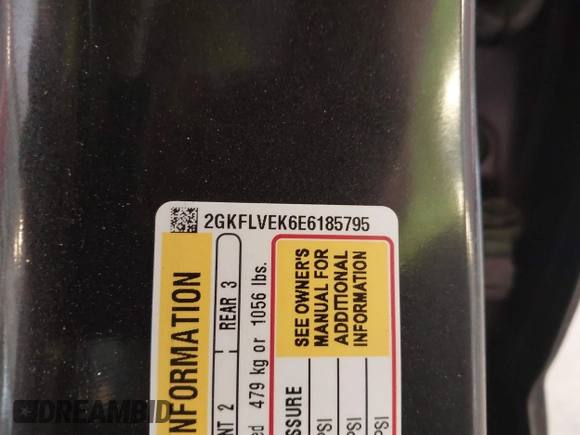 2GKFLVEK6E6185795
INFORMATION
NT 2 REAR 3
ed 479 kg or 1056 lbs.
SEE OWNER'S
MANUAL FOR
ADDITIONAL
INFORMATION
SSURE
PSI
PSI
PSI
DREAMBID